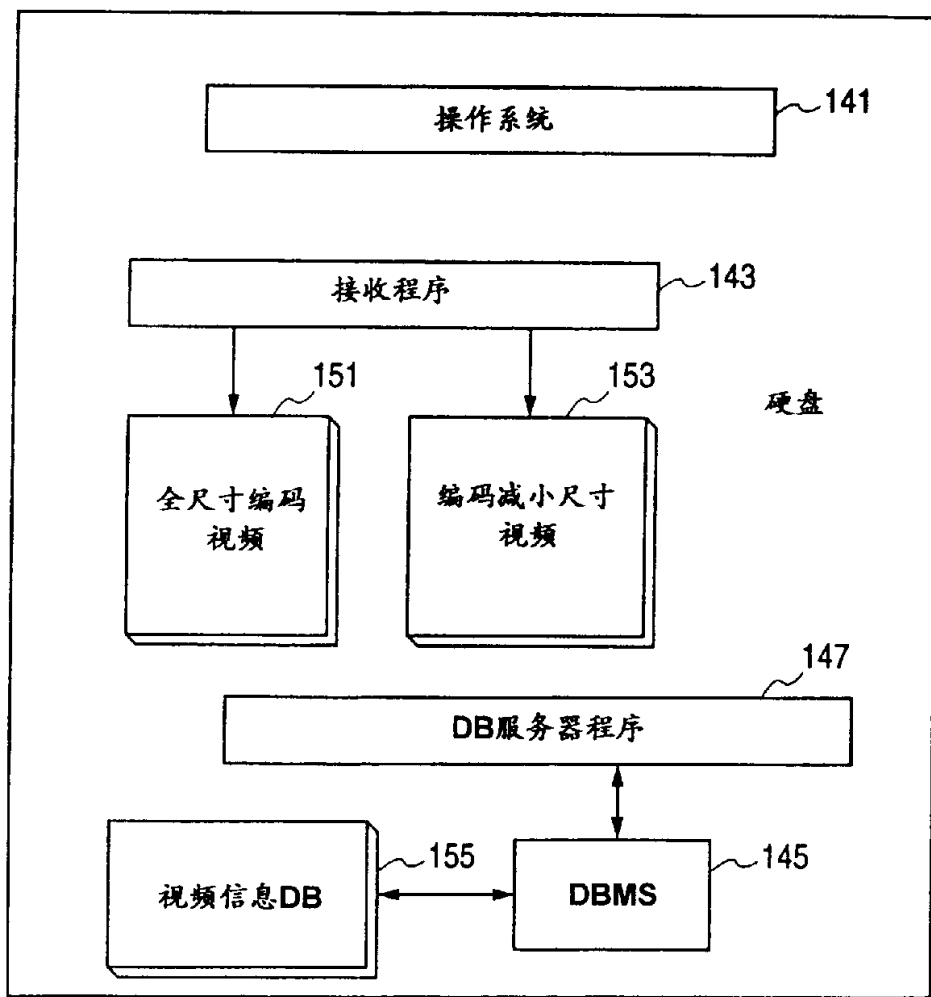 操作系统
141
接收程序
143
151
153
硬盘
全尺寸编码
视频
编码减小尺寸
视频
147
DB服务器程序
155
145
视频信息DB
DBMS